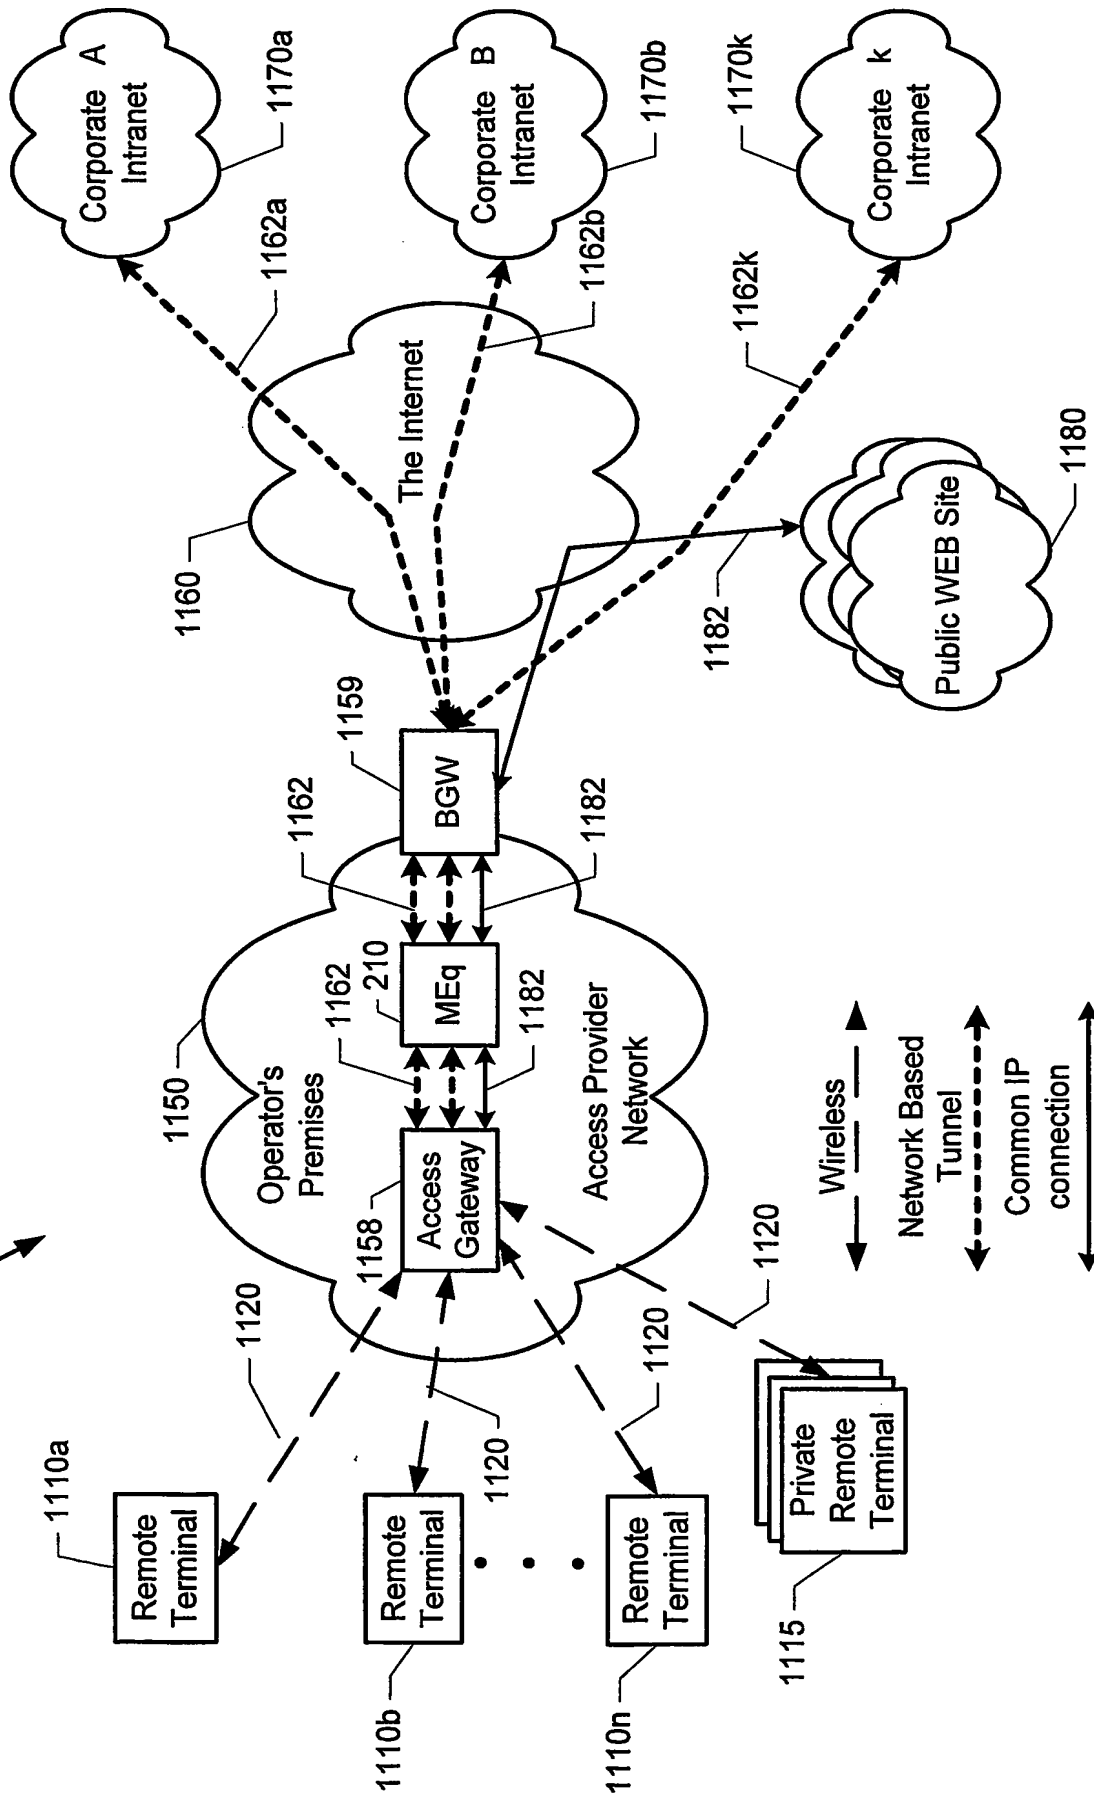 1110a
Remote
Terminal
1120
1110b
Remote
Terminal
1120
1110n
Remote
Terminal
1120
1115
Private
Remote
Terminal
1120
1150
Operator's
Premises
1158
Access
Gateway
1162
1182
210
MEq
1162
1182
Access Provider
Network
1159
BGW
1160
The Internet
1162a
1162b
1162k
1182
Corporate A
Intranet
1170a
Corporate B
Intranet
1170b
Corporate k
Intranet
1170k
Public WEB Site
1180
Wireless
Network Based
Tunnel
Common IP
connection